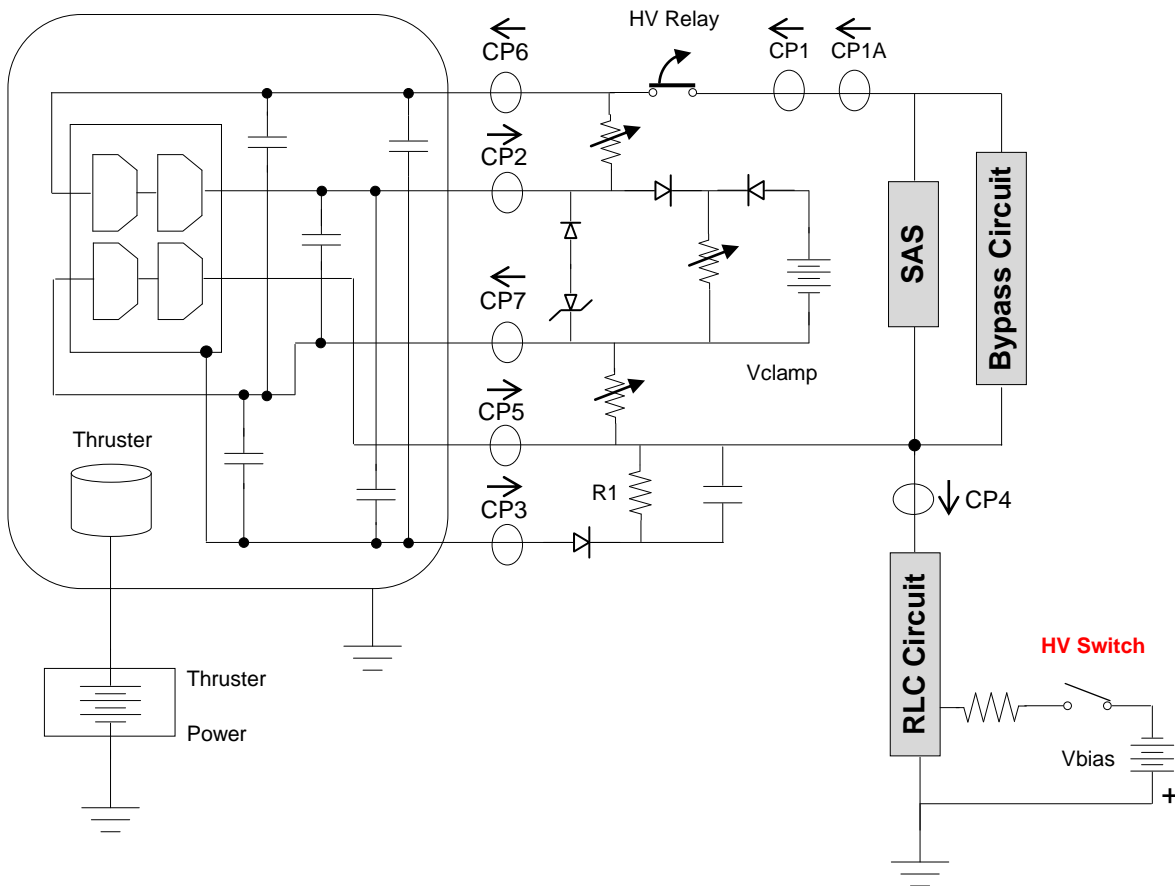 HV Relay
CP6
CP1
CP1A
CP2
SAS
Bypass Circuit
CP7
Vclamp
CP5
Thruster
R1
CP3
CP4
RLC Circuit
HV Switch
Thruster
Power
Vbias
+